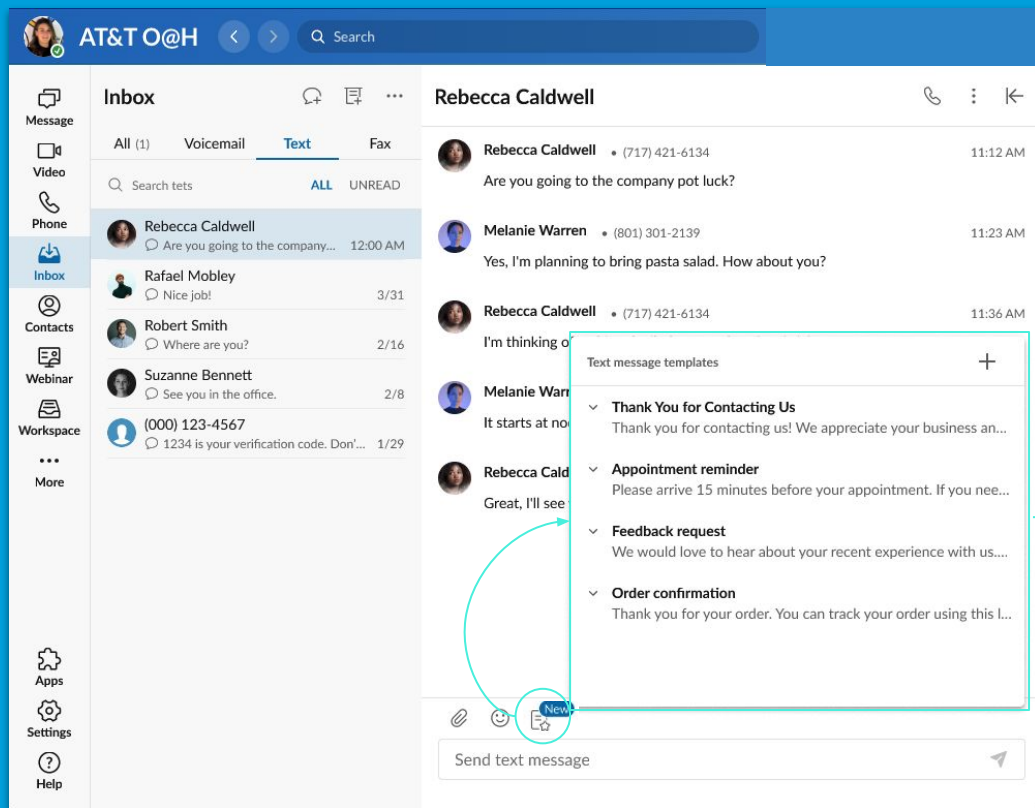 AT&T O@H
Search
Message
Video
Phone
Inbox
Contacts
Webinar
Workspace
More
Apps
Settings
Help
Inbox
All (1) Voicemail Text Fax
Search tets ALL UNREAD
Rebecca Caldwell
Are you going to the company... 12:00 AM
Rafael Mobley
Nice job! 3/31
Robert Smith
Where are you? 2/16
Suzanne Bennett
See you in the office. 2/8
(000) 123-4567
1234 is your verification code. Don'... 1/29
Rebecca Caldwell
Rebecca Caldwell • (717) 421-6134 11:12 AM
Are you going to the company pot luck?
Melanie Warren • (801) 301-2139 11:23 AM
Yes, I'm planning to bring pasta salad. How about you?
Rebecca Caldwell • (717) 421-6134 11:36 AM
I'm thinking o
Melanie Warr
It starts at no
Rebecca Cald
Great, I'll see
Text message templates
Thank You for Contacting Us
Thank you for contacting us! We appreciate your business an...
Appointment reminder
Please arrive 15 minutes before your appointment. If you nee...
Feedback request
We would love to hear about your recent experience with us....
Order confirmation
Thank you for your order. You can track your order using this l...
New
Send text message